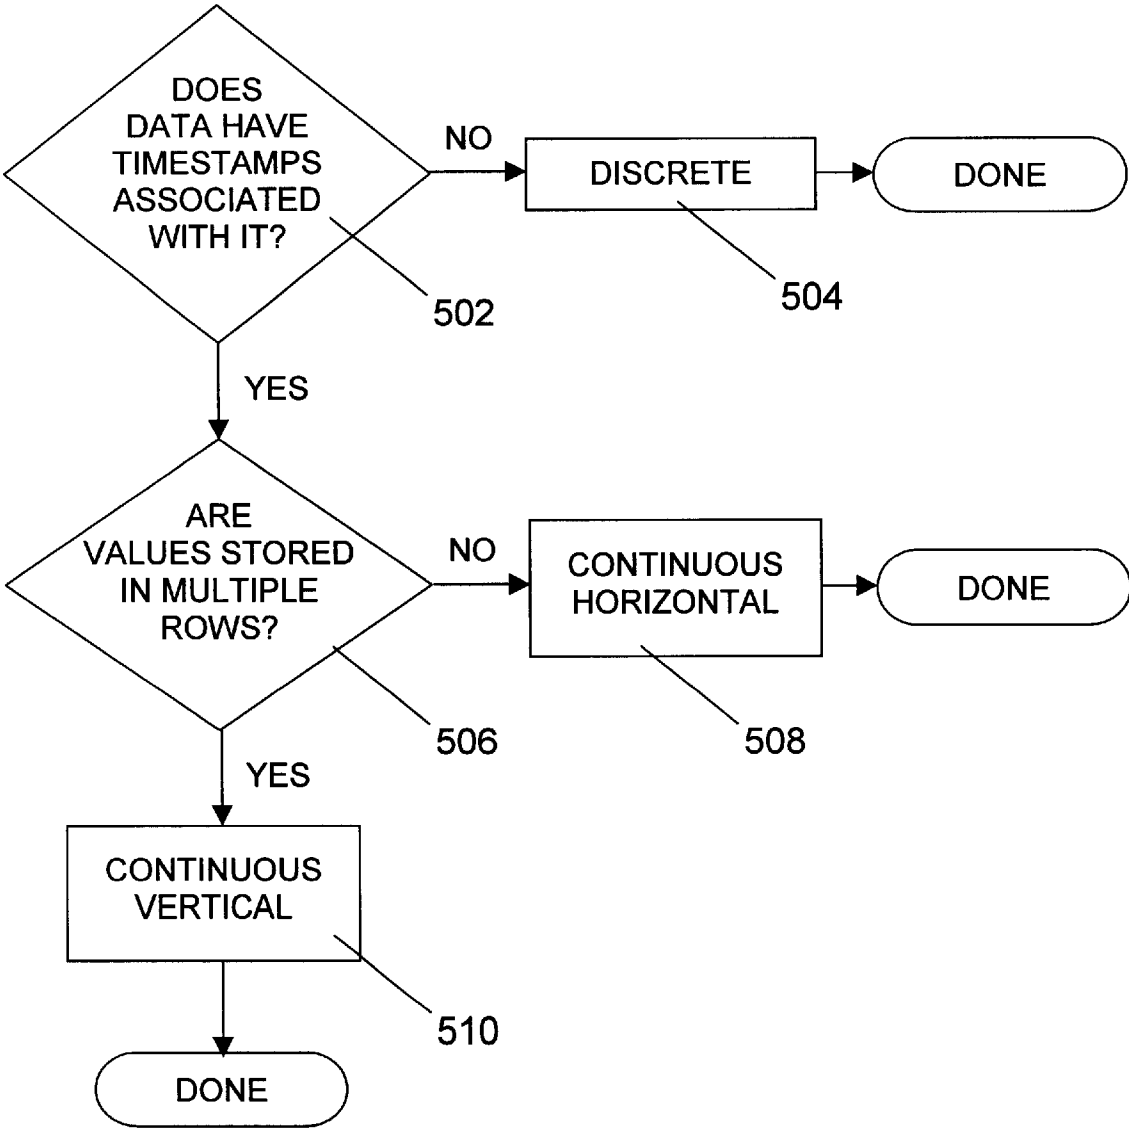 DOES
DATA HAVE
TIMESTAMPS
ASSOCIATED
WITH IT?
502
NO
DISCRETE
504
DONE
YES
ARE
VALUES STORED
IN MULTIPLE
ROWS?
506
NO
CONTINUOUS
HORIZONTAL
508
DONE
YES
CONTINUOUS
VERTICAL
510
DONE